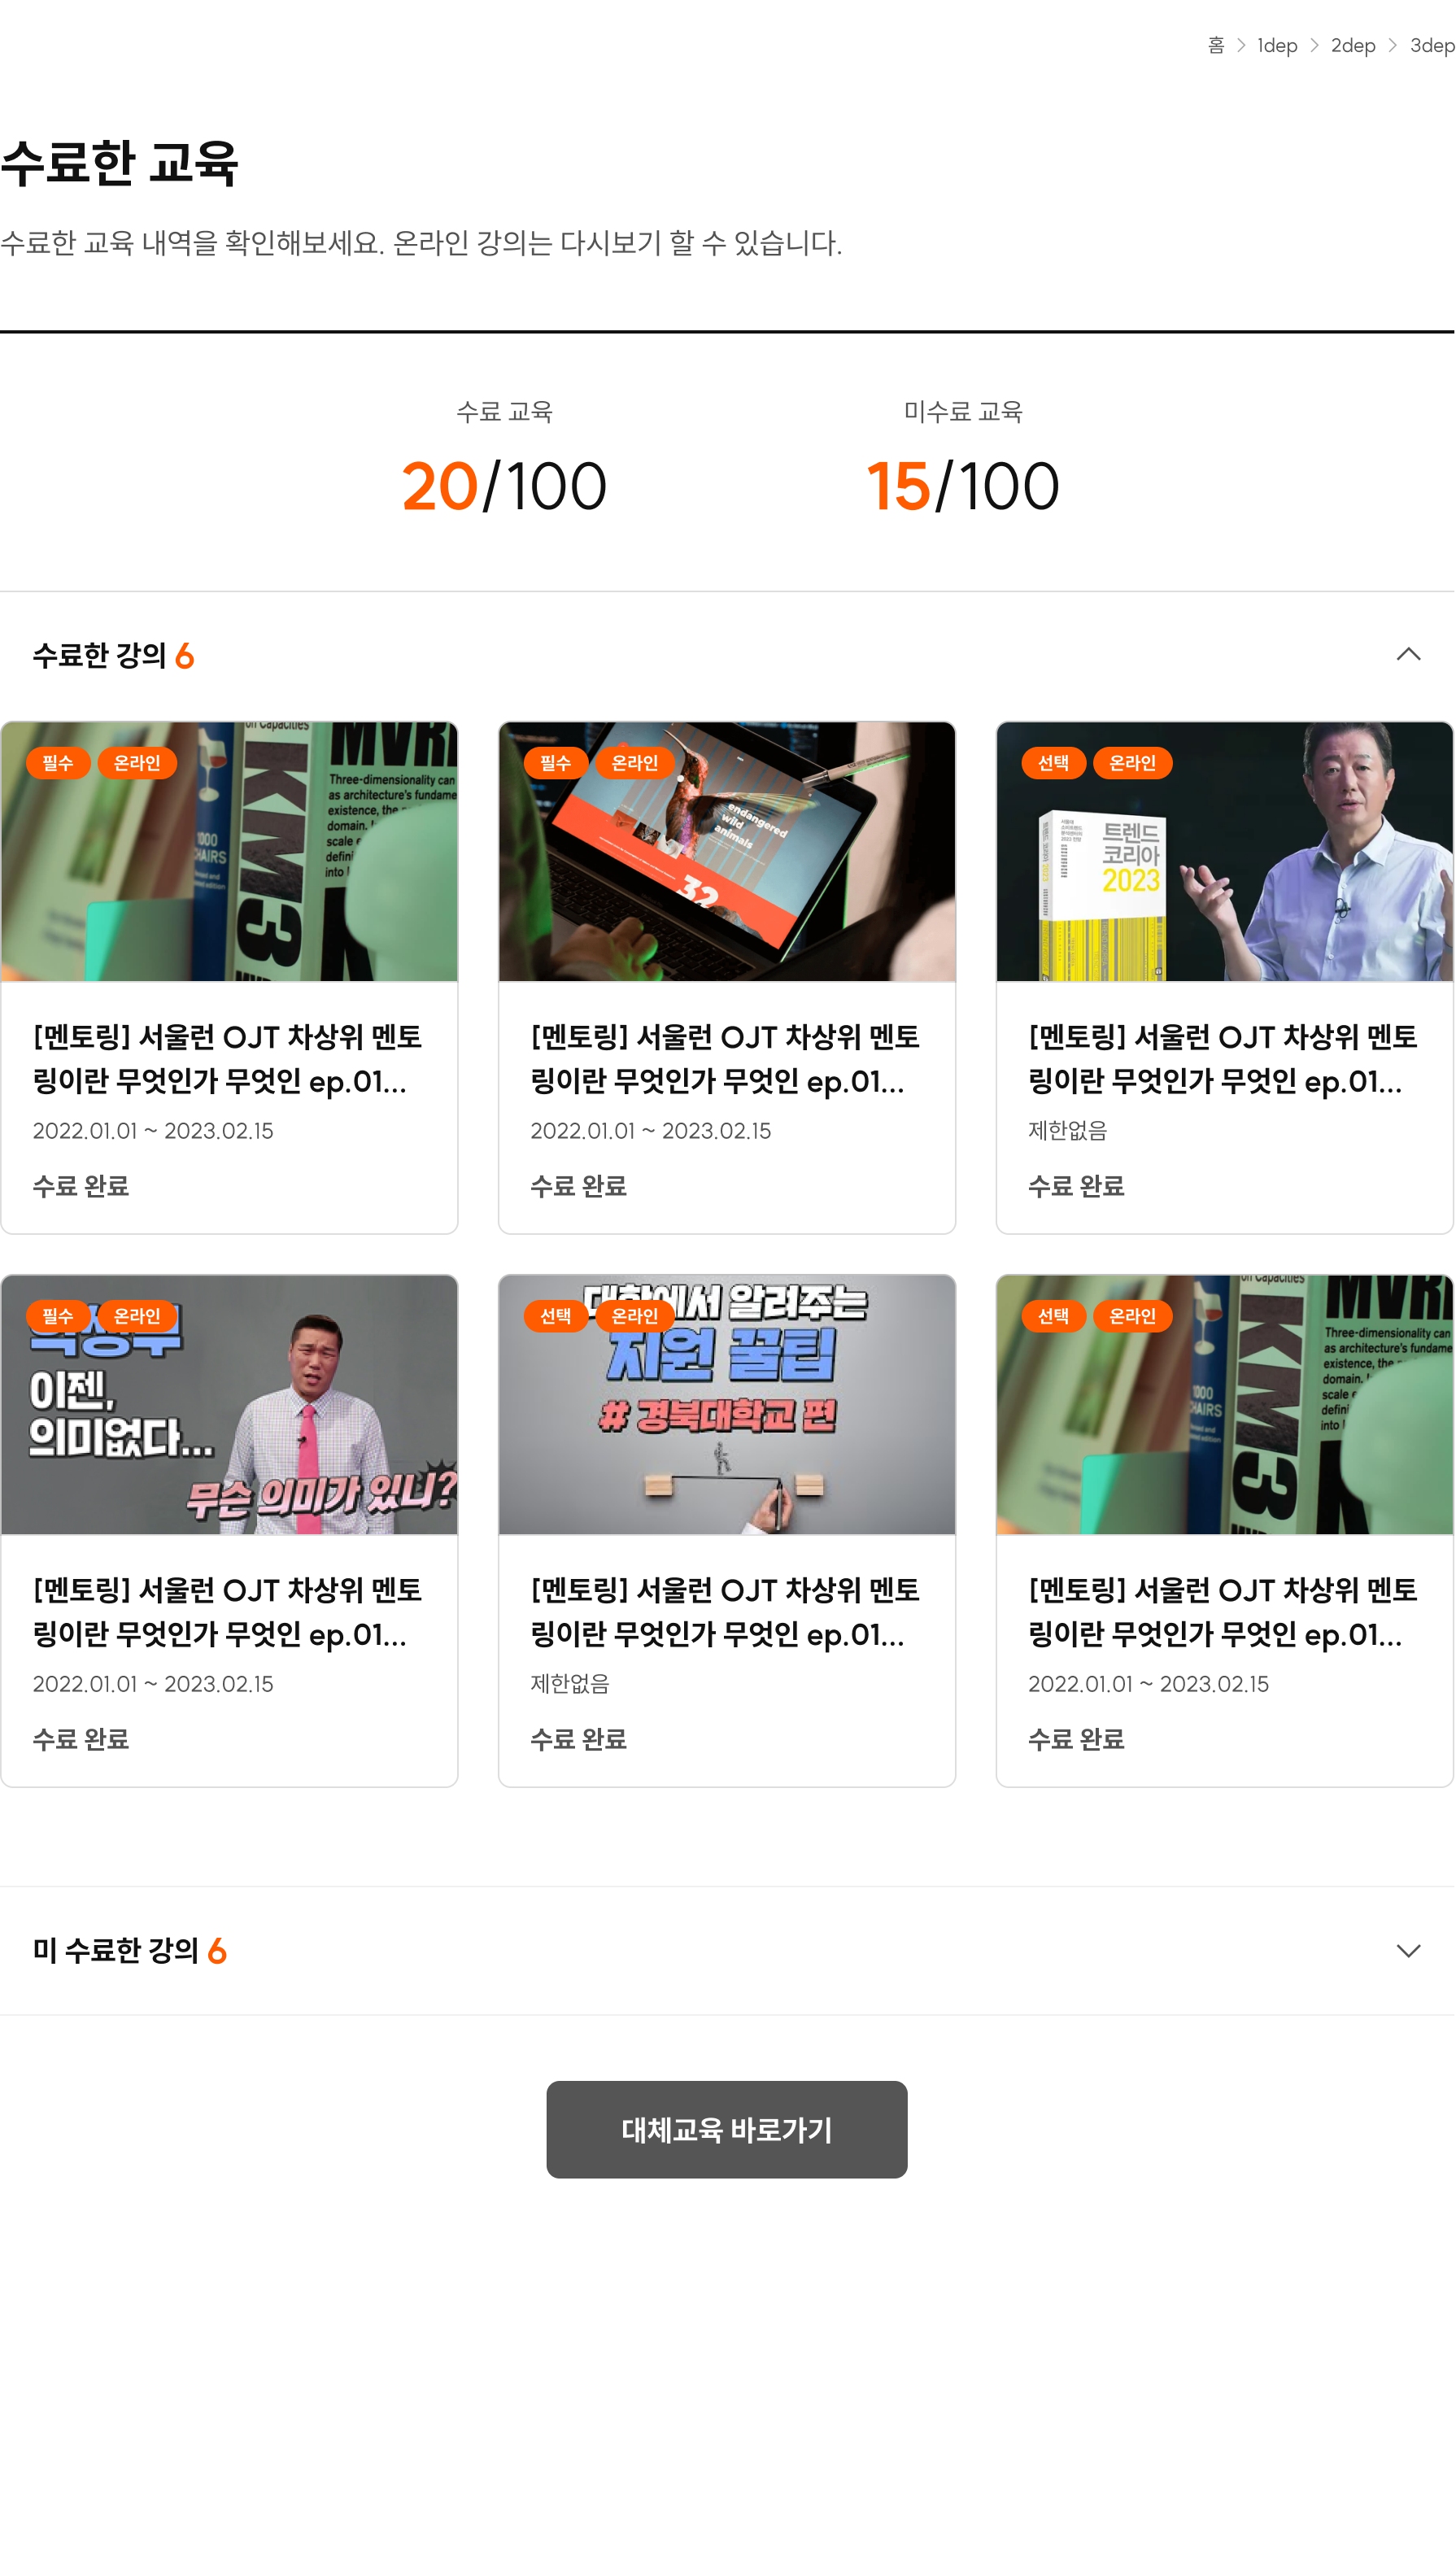 홈 > 1dep > 2dep > 3dep
수료한 교육
수료한 교육 내역을 확인해보세요. 온라인 강의는 다시보기 할 수 있습니다.
수료 교육
20/100
미수료 교육
15/100
수료한 강의 6
필수 온라인
on Capacities
MVRD
KM3
Three-dimensionality can
as architecture's fundame
existence, the
domain.
scale
defini
into
1000
CHAIRS
[멘토링] 서울런 OJT 차상위 멘토
링이란 무엇인가 무엇인 ep.01...
2022.01.01 ~ 2023.02.15
수료 완료
필수 온라인
endangered
wild
animals
32
[멘토링] 서울런 OJT 차상위 멘토
링이란 무엇인가 무엇인 ep.01...
2022.01.01 ~ 2023.02.15
수료 완료
선택 온라인
트렌드
코리아
2023
[멘토링] 서울런 OJT 차상위 멘토
링이란 무엇인가 무엇인 ep.01...
제한없음
수료 완료
필수 온라인
이젠,
의미없다...
무슨 의미가 있니?
[멘토링] 서울런 OJT 차상위 멘토
링이란 무엇인가 무엇인 ep.01...
2022.01.01 ~ 2023.02.15
수료 완료
선택 온라인
대학에서 알려주는
지원 꿀팁
# 경북대학교 편
[멘토링] 서울런 OJT 차상위 멘토
링이란 무엇인가 무엇인 ep.01...
제한없음
수료 완료
선택 온라인
on Capacities
MVRD
KM3
Three-dimensionality can
as architecture's fundame
existence, the
domain.
scale
defini
into
1000
CHAIRS
[멘토링] 서울런 OJT 차상위 멘토
링이란 무엇인가 무엇인 ep.01...
2022.01.01 ~ 2023.02.15
수료 완료
미 수료한 강의 6
대체교육 바로가기